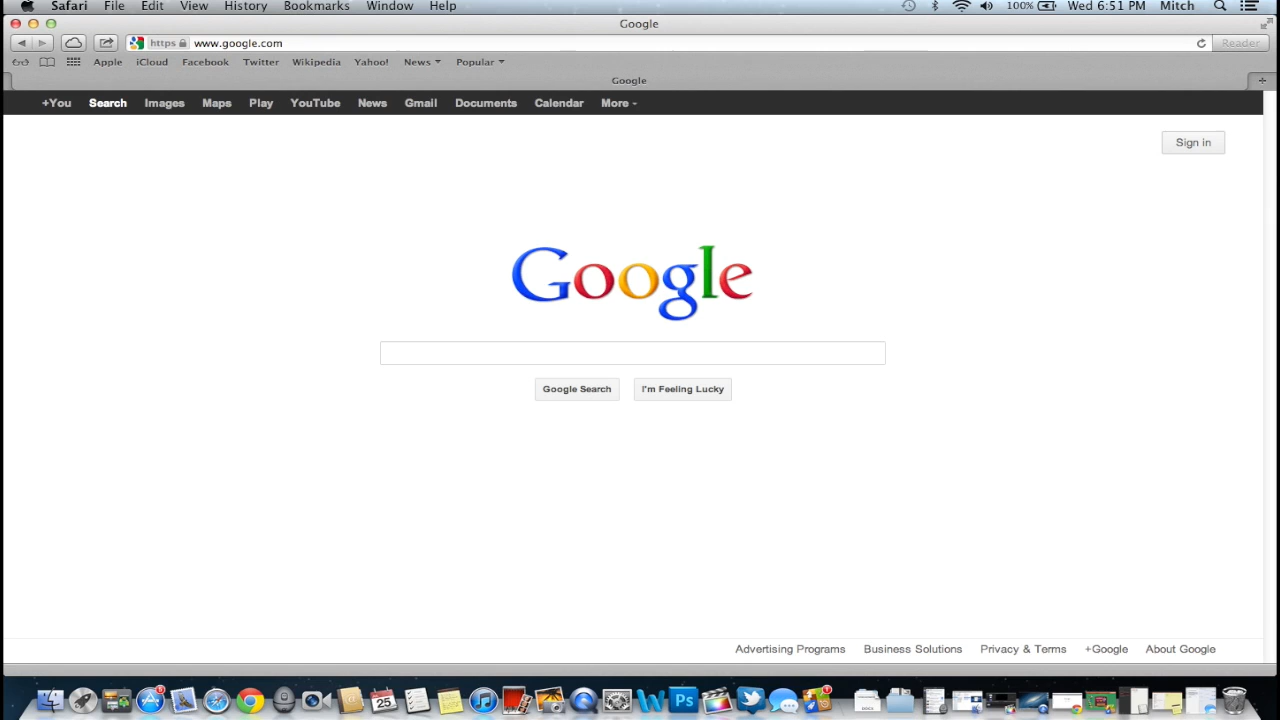 Safari File Edit View History Bookmarks Window Help 100% Wed 6:51 PM Mitch
Google
https www.google.com Reader
Apple iCloud Facebook Twitter Wikipedia Yahoo! News Popular
Google
+You Search Images Maps Play YouTube News Gmail Documents Calendar More
Sign in
Google
Google Search I'm Feeling Lucky
Advertising Programs Business Solutions Privacy & Terms +Google About Google
25 W Ps